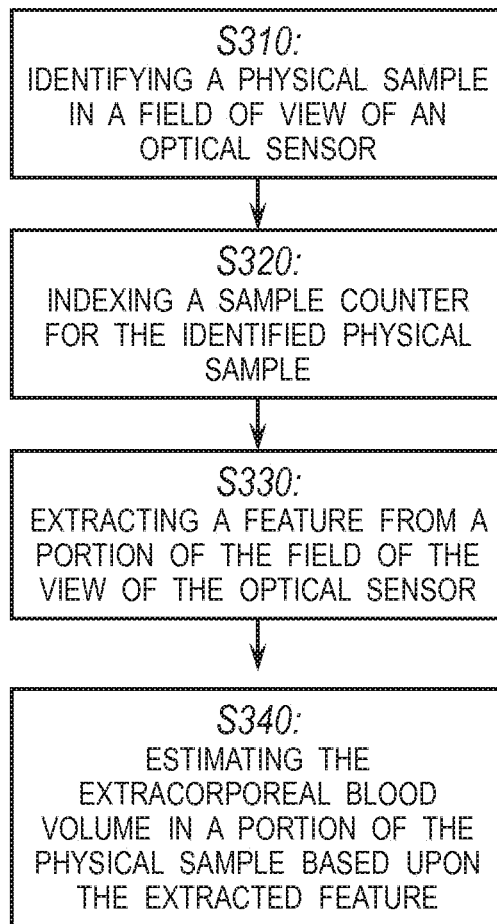 S310:
IDENTIFYING A PHYSICAL SAMPLE
IN A FIELD OF VIEW OF AN
OPTICAL SENSOR
S320:
INDEXING A SAMPLE COUNTER
FOR THE IDENTIFIED PHYSICAL
SAMPLE
S330:
EXTRACTING A FEATURE FROM A
PORTION OF THE FIELD OF THE
VIEW OF THE OPTICAL SENSOR
S340:
ESTIMATING THE
EXTRACORPOREAL BLOOD
VOLUME IN A PORTION OF THE
PHYSICAL SAMPLE BASED UPON
THE EXTRACTED FEATURE